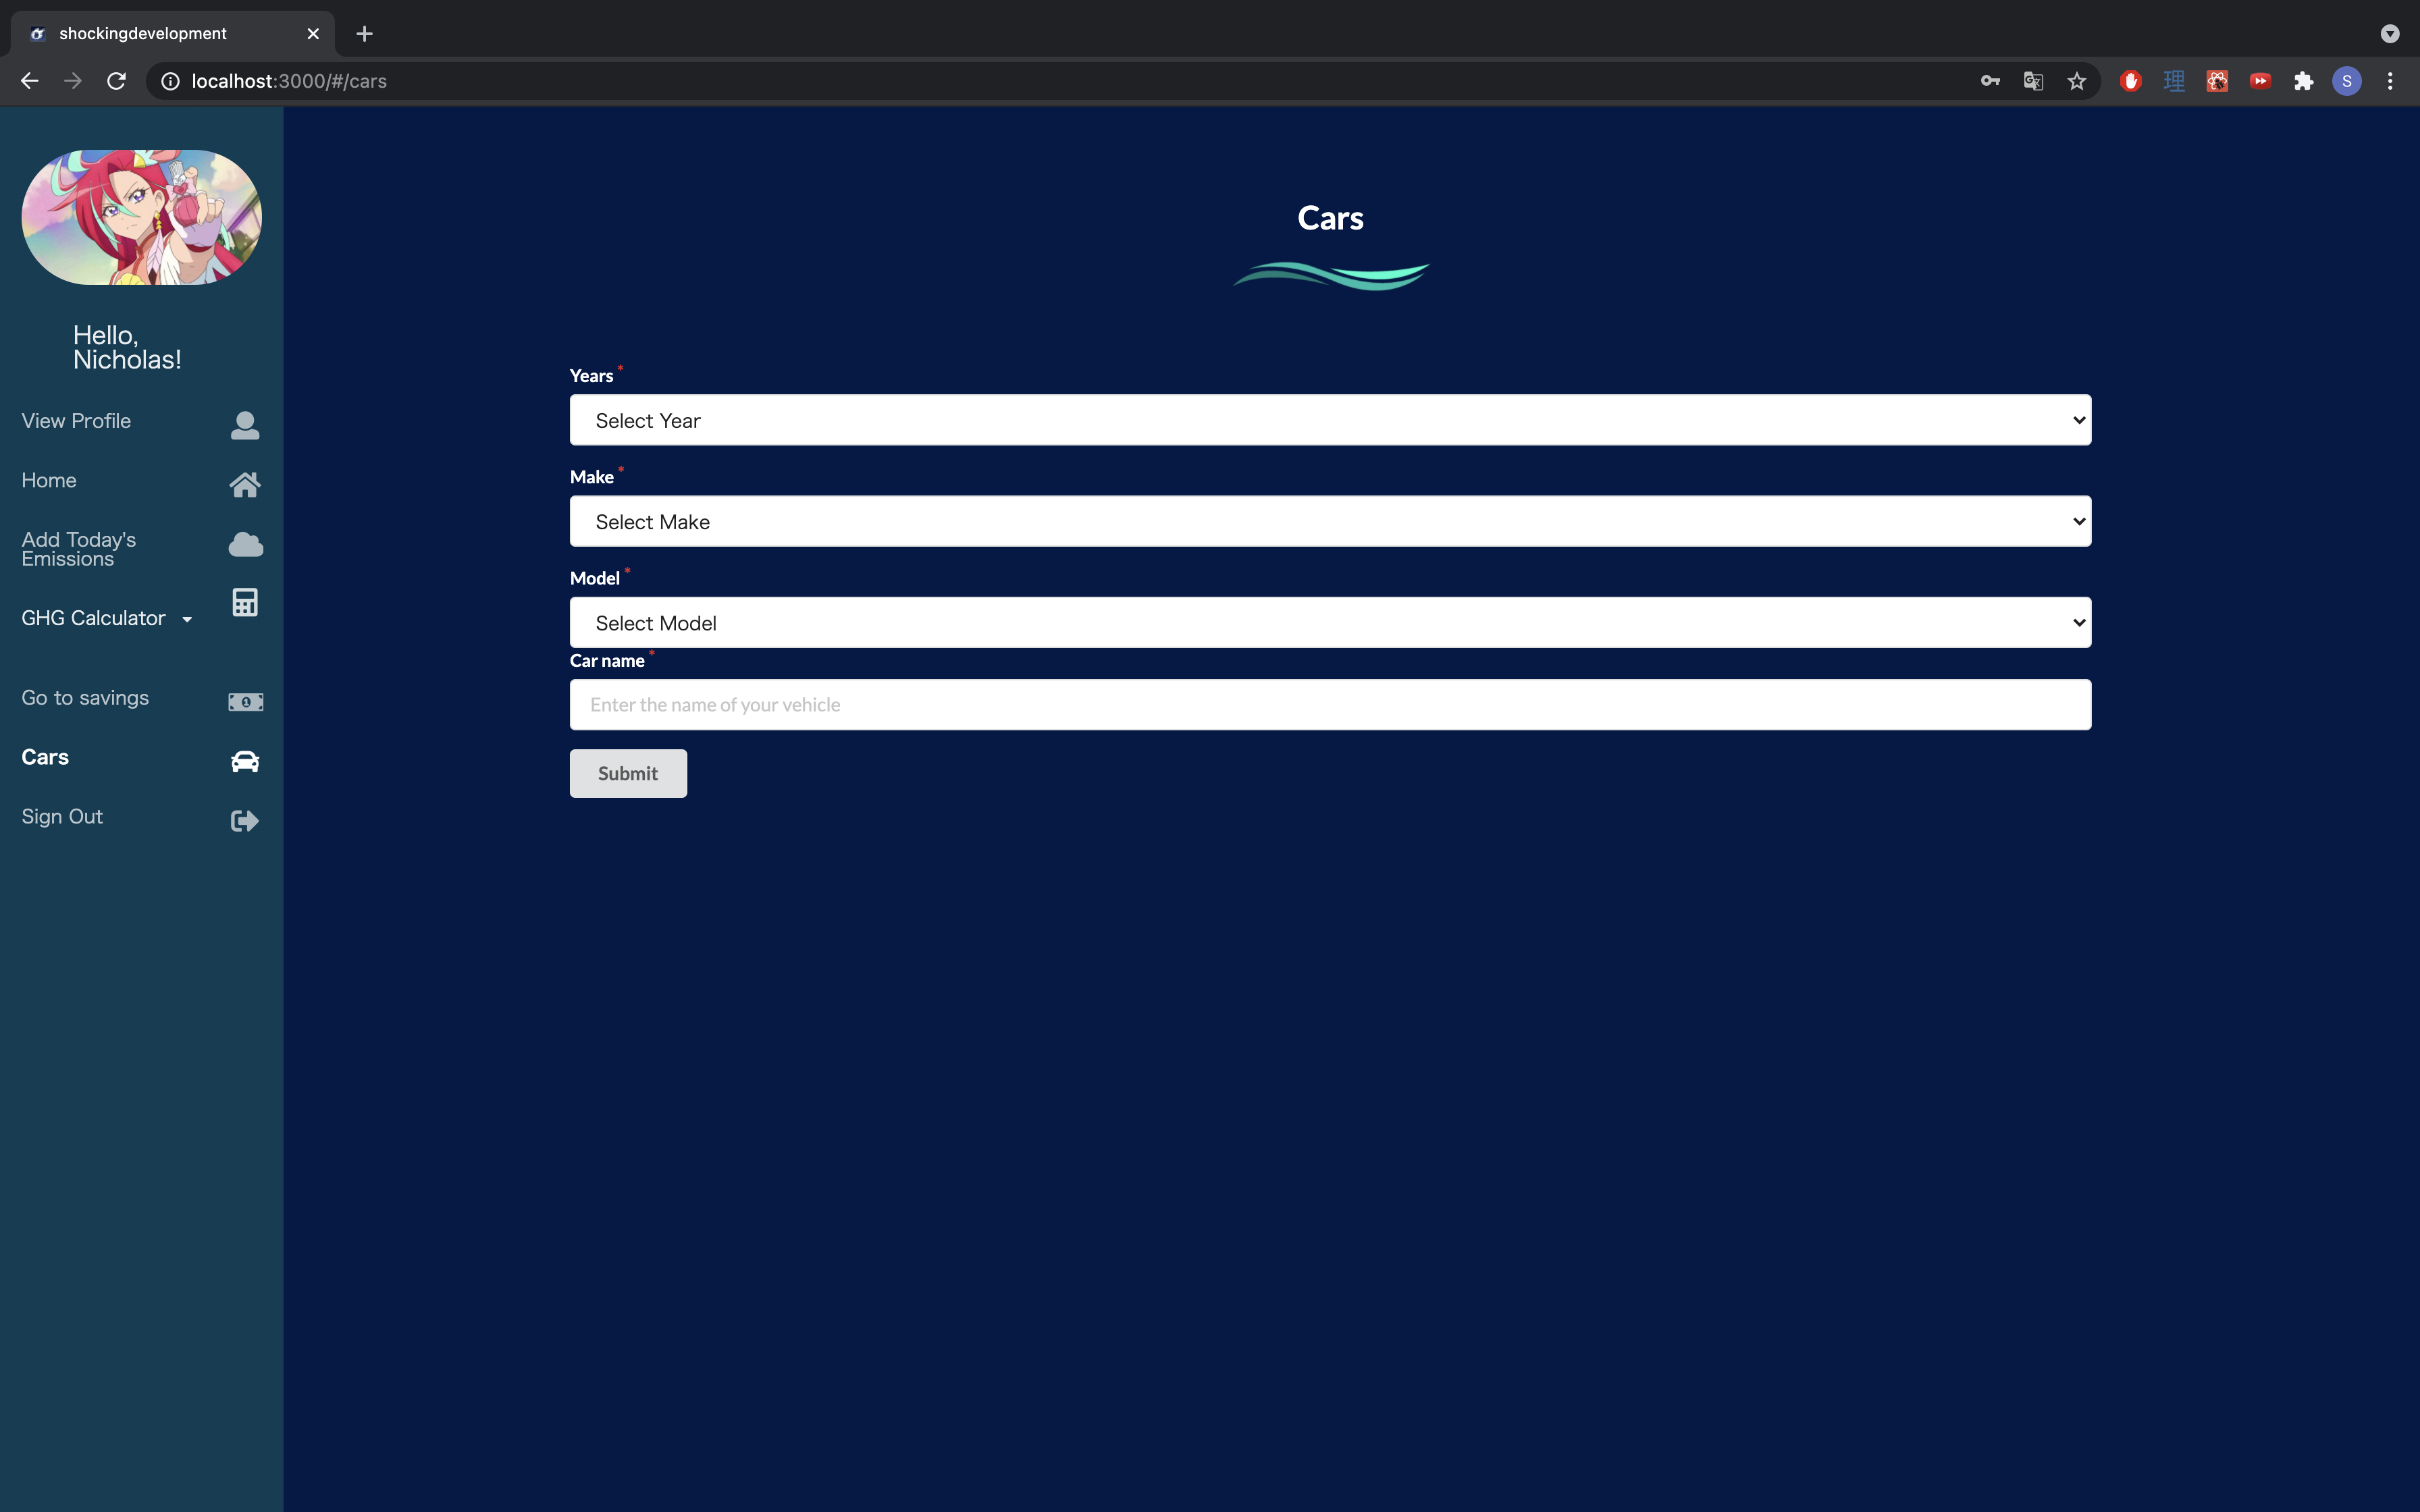 shockingdevelopment
localhost:3000/#/cars
S
Hello,
Nicholas!
View Profile
Home
Add Today's
Emissions
GHG Calculator
Go to savings
1
Cars
Sign Out
Cars
Years *
Select Year
Make *
Select Make
Model *
Select Model
Car name *
Enter the name of your vehicle
Submit